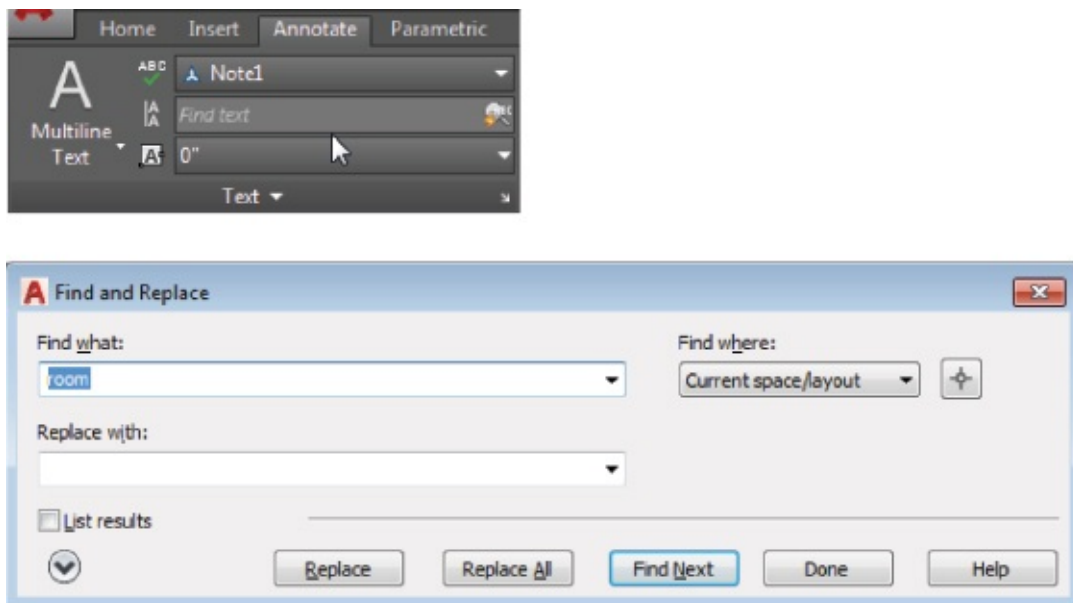 Home Insert Annotate Parametric
A ABC Note1
Multiline Text
A
A
Find text
A 0"
Text
A Find and Replace
Find what:
Find where:
room
Current space/layout
Replace with:
List results
Replace Replace All Find Next Done Help